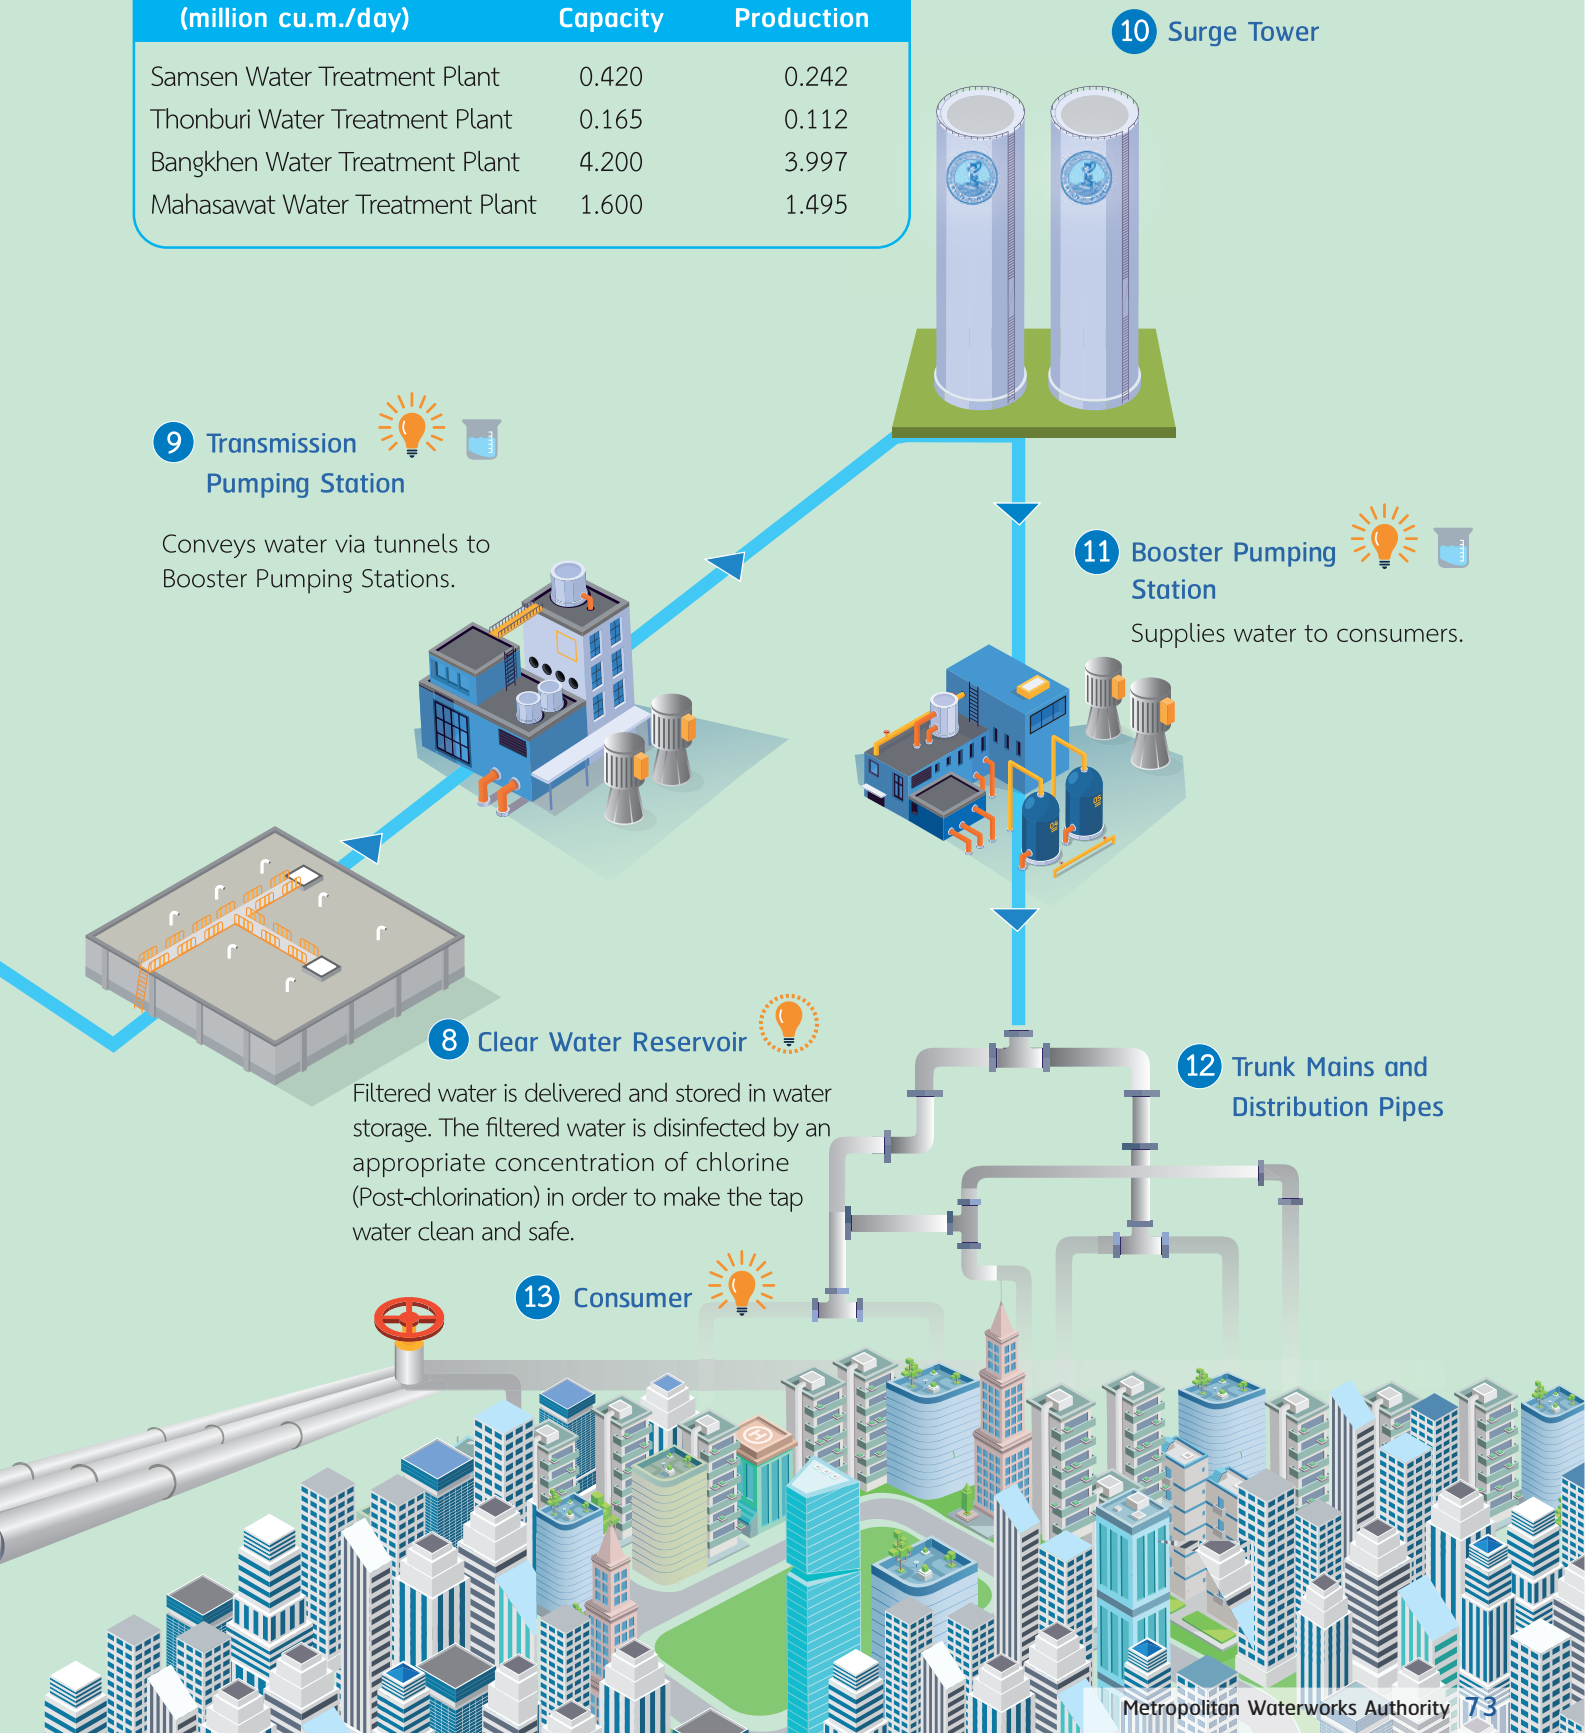 (million cu.m./day) Capacity Production
Samsen Water Treatment Plant 0.420 0.242
Thonburi Water Treatment Plant 0.165 0.112
Bangkhen Water Treatment Plant 4.200 3.997
Mahasawat Water Treatment Plant 1.600 1.495
10 Surge Tower
9 Transmission
Pumping Station
Conveys water via tunnels to
Booster Pumping Stations.
11 Booster Pumping
Station
Supplies water to consumers.
05
04
8 Clear Water Reservoir
Filtered water is delivered and stored in water
storage. The filtered water is disinfected by an
appropriate concentration of chlorine
(Post-chlorination) in order to make the tap
water clean and safe.
12 Trunk Mains and
Distribution Pipes
13 Consumer
H
Metropolitan Waterworks Authority 73